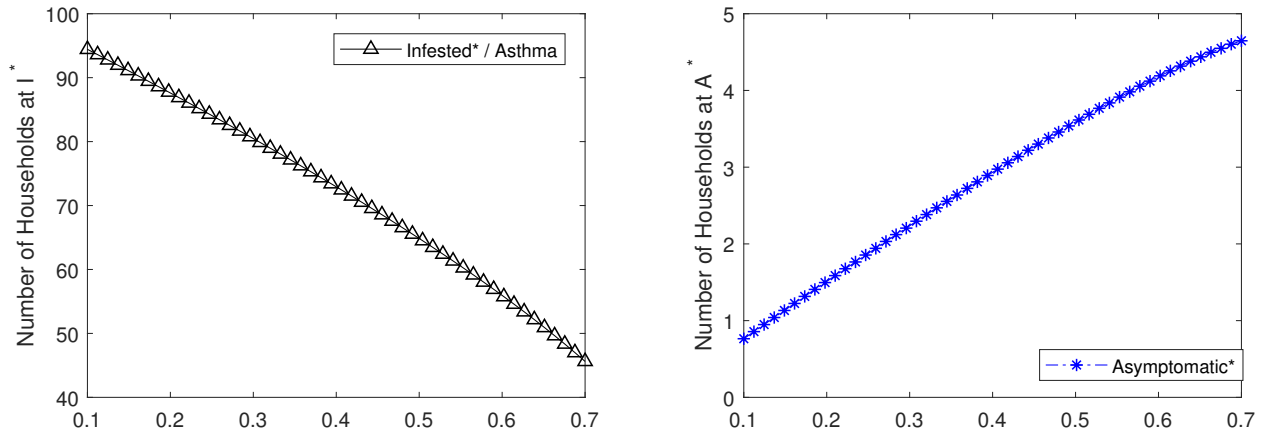 100
90
80
70
60
50
40
Number of Households at I*
Infested* / Asthma
0.1 0.2 0.3 0.4 0.5 0.6 0.7
5
4
3
2
1
0
Number of Households at A*
Asymptomatic*
0.1 0.2 0.3 0.4 0.5 0.6 0.7